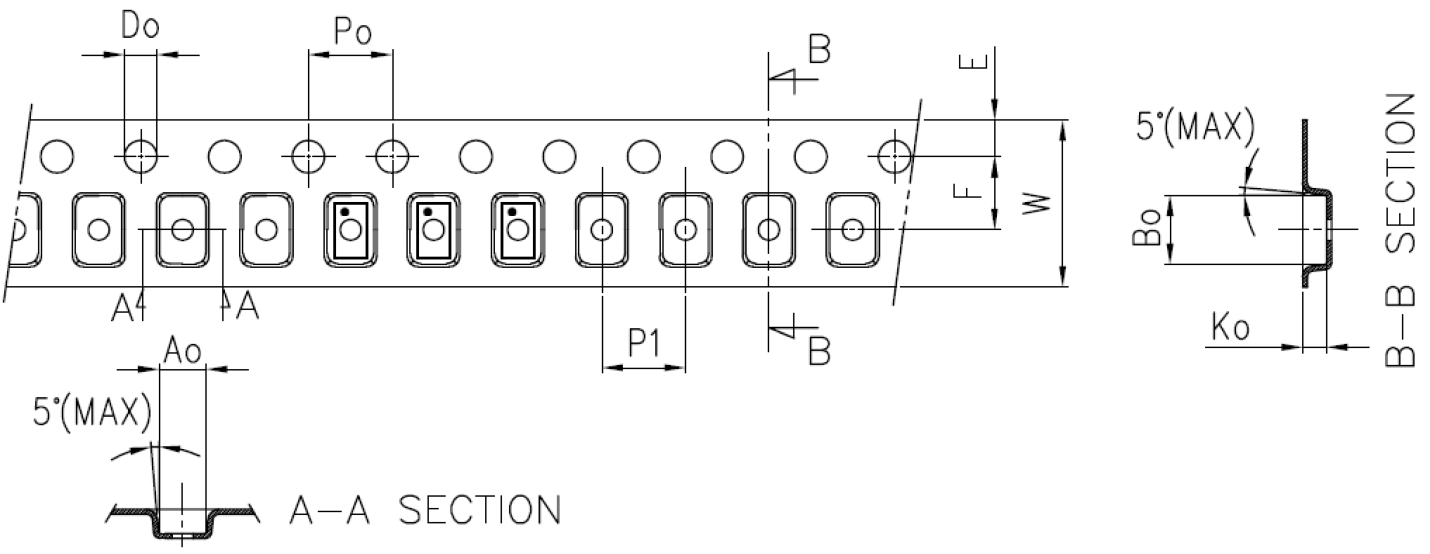 Do
Po
B
E
5°(MAX)
F
W
Bo
B-B SECTION
A
A
P1
B
Ko
Ao
5°(MAX)
A-A SECTION